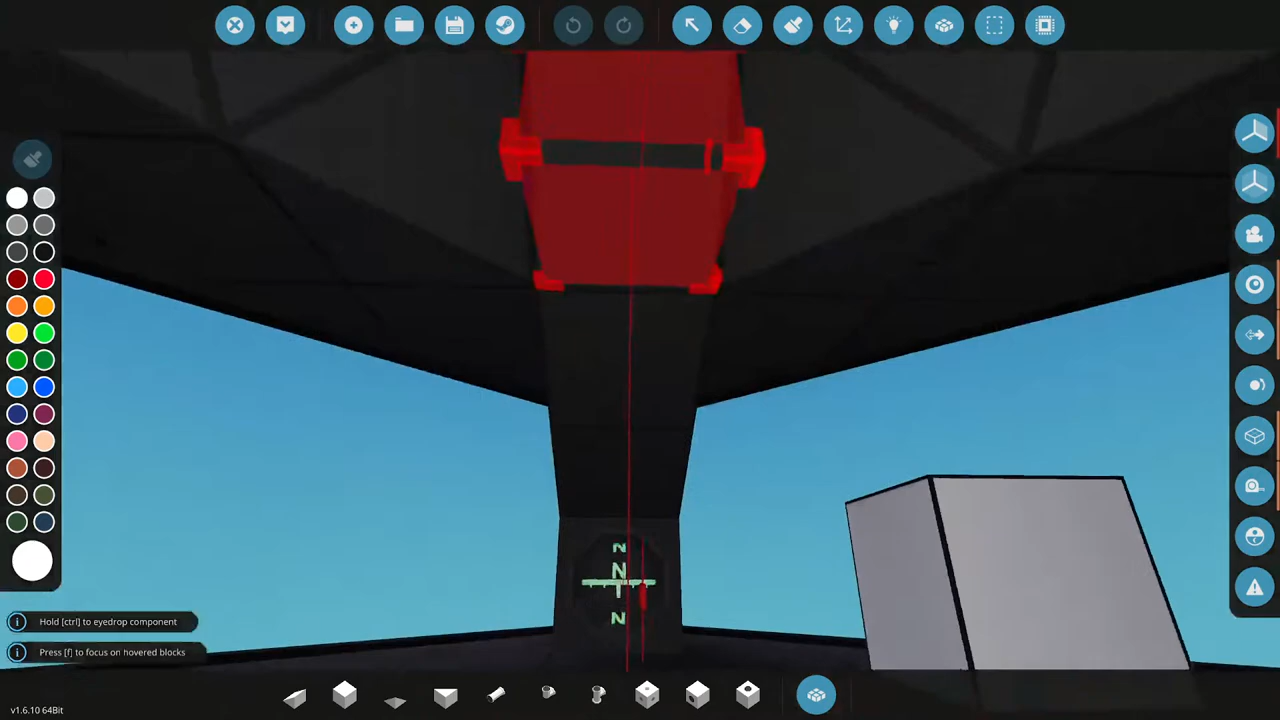 N
N
N
Hold [ctrl] to eyedrop component
Press [f] to focus on hovered blocks
v1.6.10 64Bit